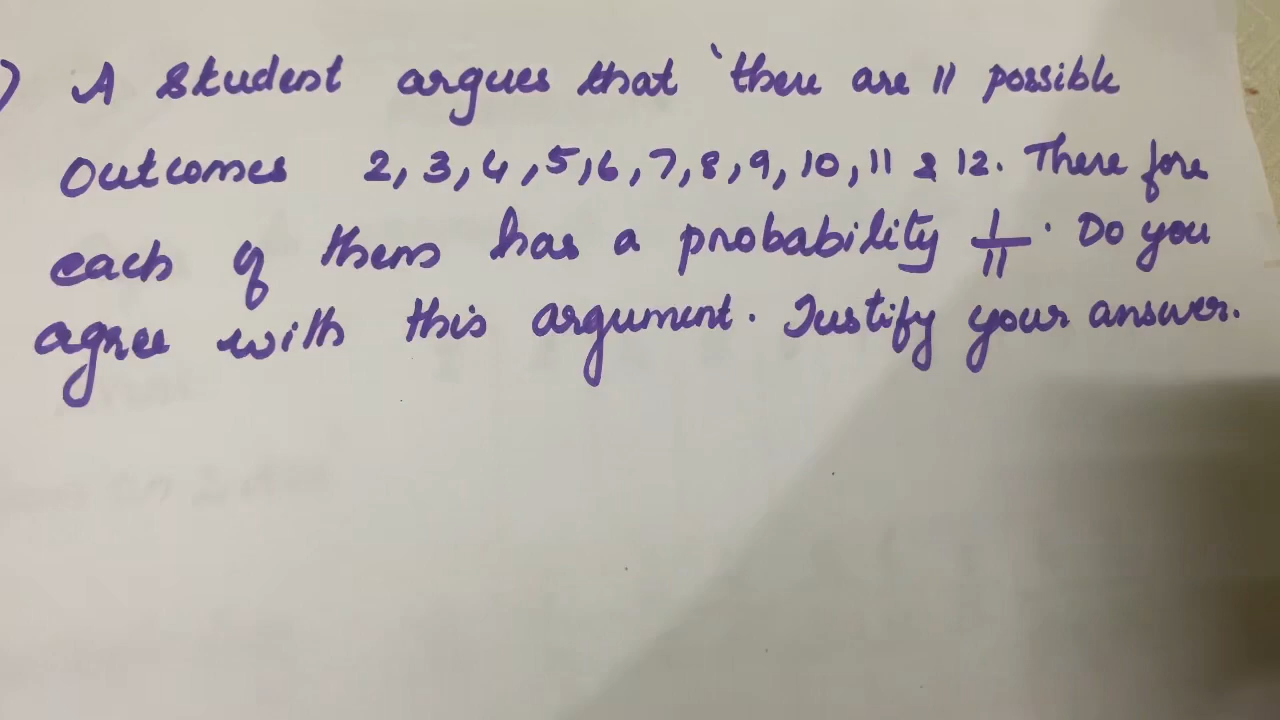 ) A Student argues that 'there are 11 possible
Outcomes 2, 3, 4, 5, 6, 7, 8, 9, 10, 11 & 12. There fore
each of them has a probability 1/11. Do you
agree with this argument. Justify your answer.